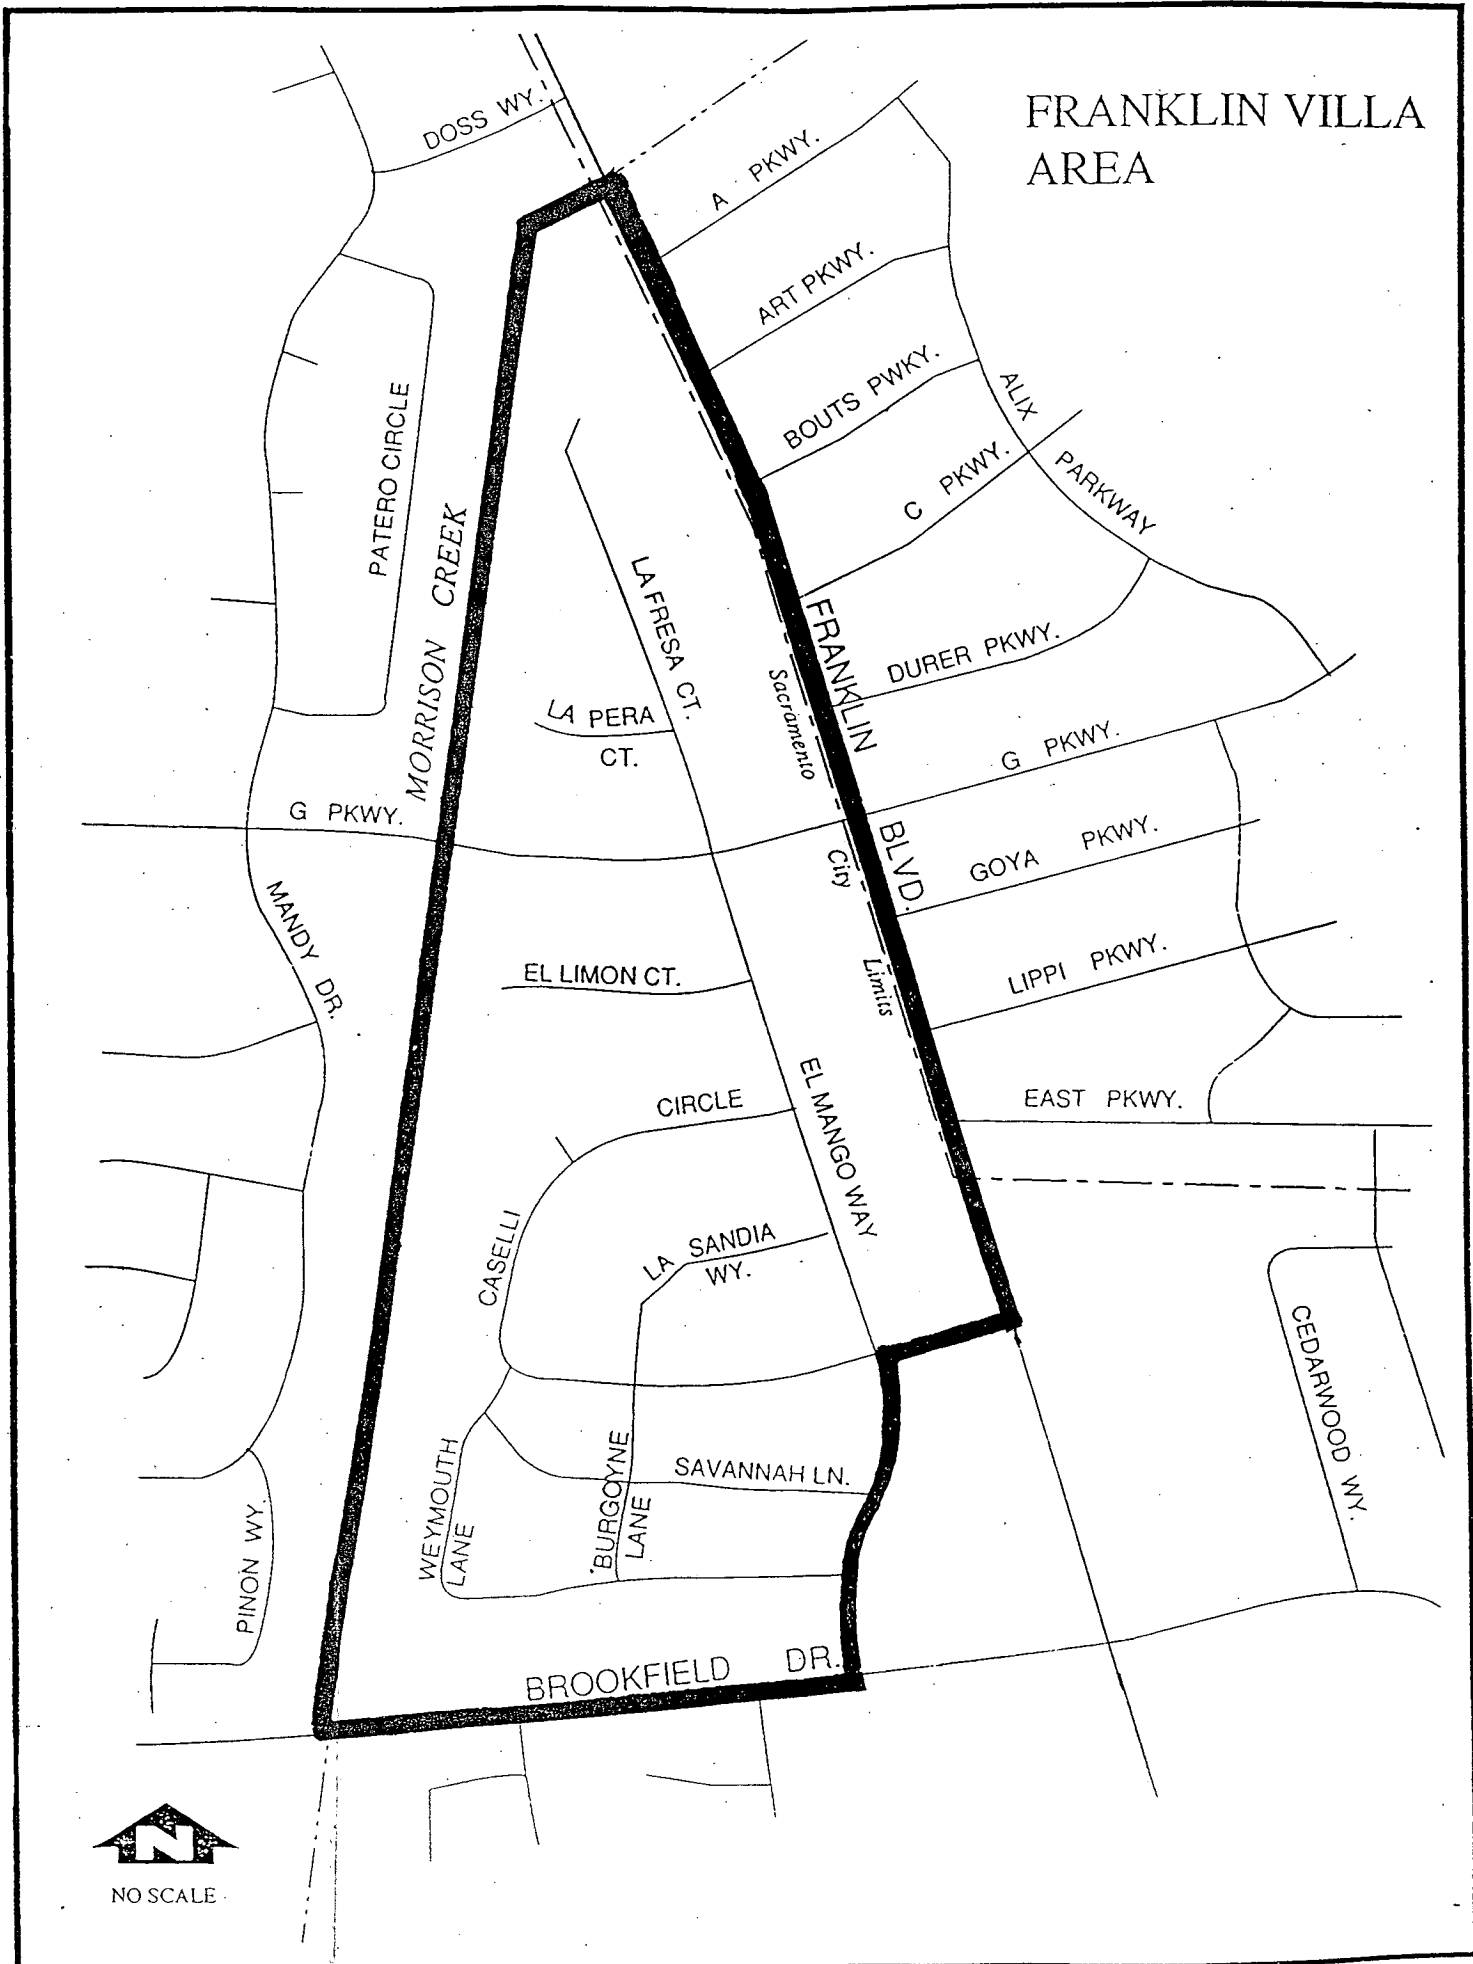 FRANKLIN VILLA
AREA
DOSS WY.
A PKWY.
ART PKWY.
BOUTS PWKY.
ALIX
PARKWAY
C PKWY.
PATERO CIRCLE
MORRISON CREEK
LA FRESA CT.
FRANKLIN
BLVD.
DURER PKWY.
Sacramento
City
Limits
LA PERA
CT.
G PKWY.
G PKWY.
GOYA PKWY.
MANDY DR.
LIPPI PKWY.
EL LIMON CT.
EL MANGO WAY
EAST PKWY.
CIRCLE
CASELLI
LA SANDIA
WY.
CEDARWOOD WY.
WEYMOUTH
LANE
BURGOYNE
LANE
SAVANNAH LN.
PINON WY.
BROOKFIELD DR.
N
NO SCALE